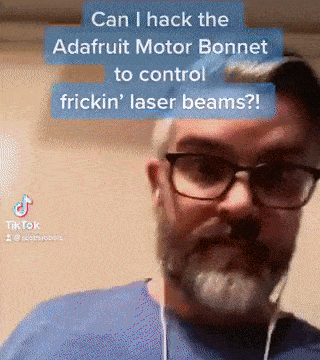 Can I hack the
Adafruit Motor Bonnet
to control
frickin’ laser beams?!
TikTok